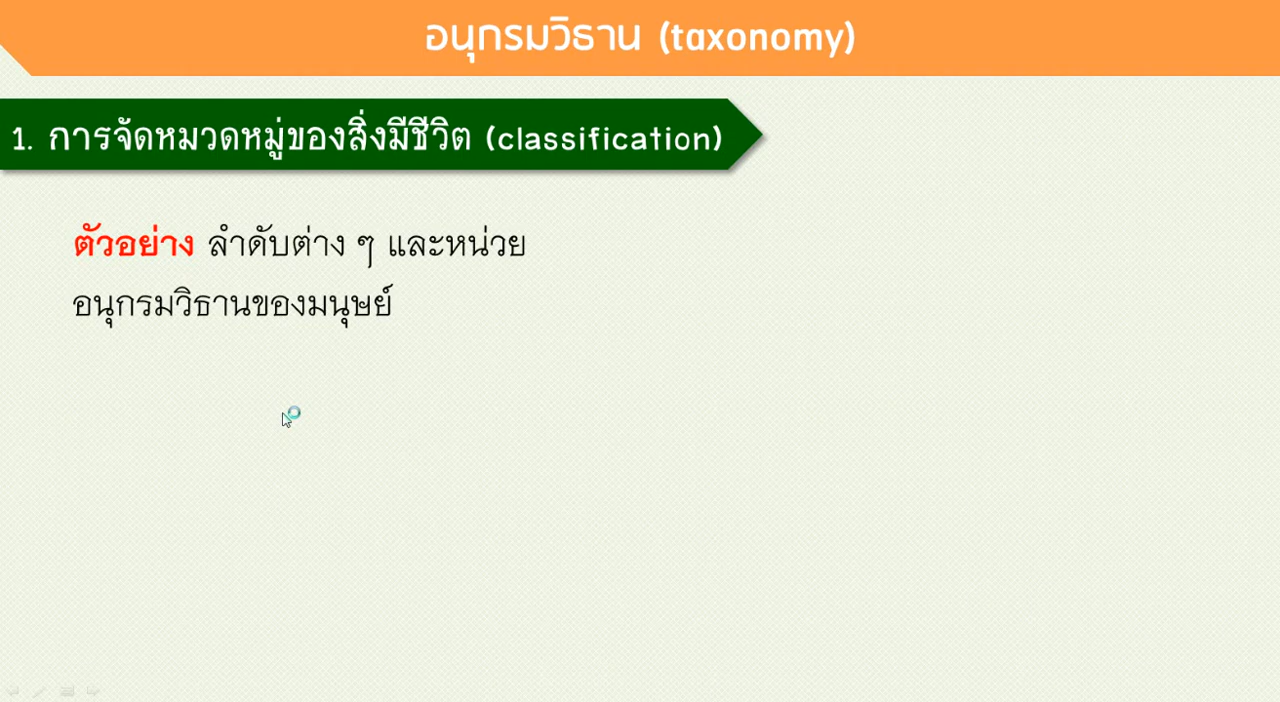 อนุกรมวิธาน (taxonomy)
1. การจัดหมวดหมู่ของสิ่งมีชีวิต (classification)
ตัวอย่าง ลำดับต่าง ๆ และหน่วย
อนุกรมวิธานของมนุษย์